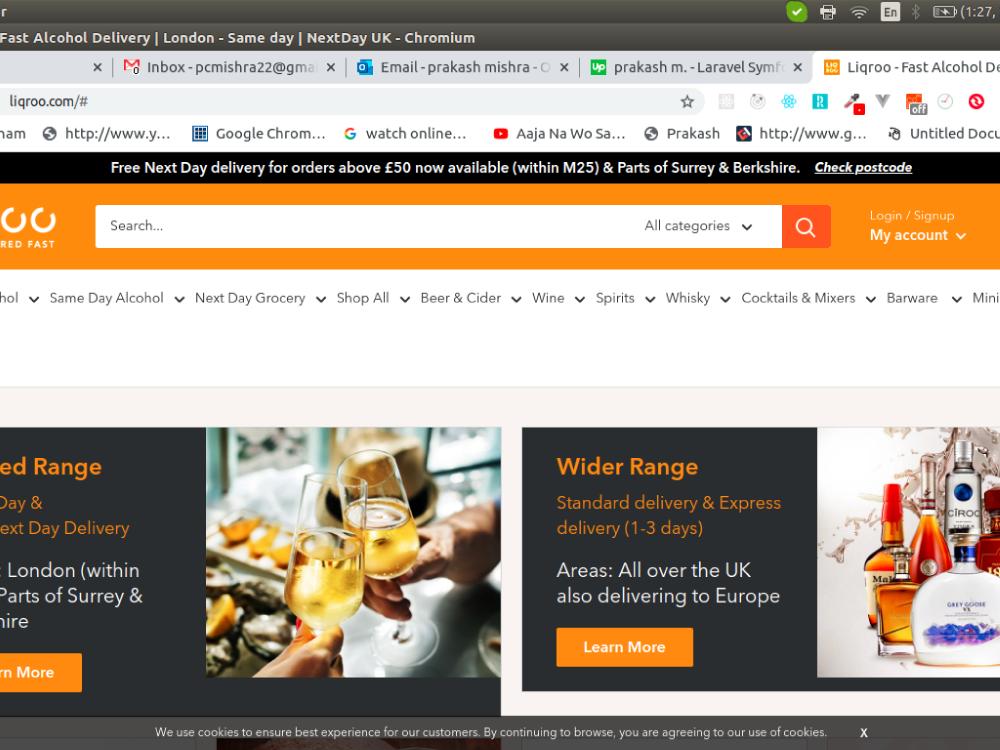 r
En
(1:27,
Fast Alcohol Delivery | London - Same day | NextDay UK - Chromium
Inbox - pcmishra22@gma
Email - prakash mishra - O
Up
prakash m. - Laravel Symf
Liqroo - Fast Alcohol De
liqroo.com/#
off
nam
http://www.y...
Google Chrom...
watch online...
Aaja Na Wo Sa...
Prakash
http://www.g...
Untitled Docu
Free Next Day delivery for orders above £50 now available (within M25) & Parts of Surrey & Berkshire. Check postcode
OO
RED FAST
Search...
All categories
Login / Signup
My account
hol
Same Day Alcohol
Next Day Grocery
Shop All
Beer & Cider
Wine
Spirits
Whisky
Cocktails & Mixers
Barware
Mini
ed Range
Day &
ext Day Delivery
: London (within
Parts of Surrey &
hire
rn More
Wider Range
Standard delivery & Express
delivery (1-3 days)
Areas: All over the UK
also delivering to Europe
Learn More
CÎROC
GREY GOOSE
VX
We use cookies to ensure best experience for our customers. By continuing to browse, you are agreeing to our use of cookies.
X